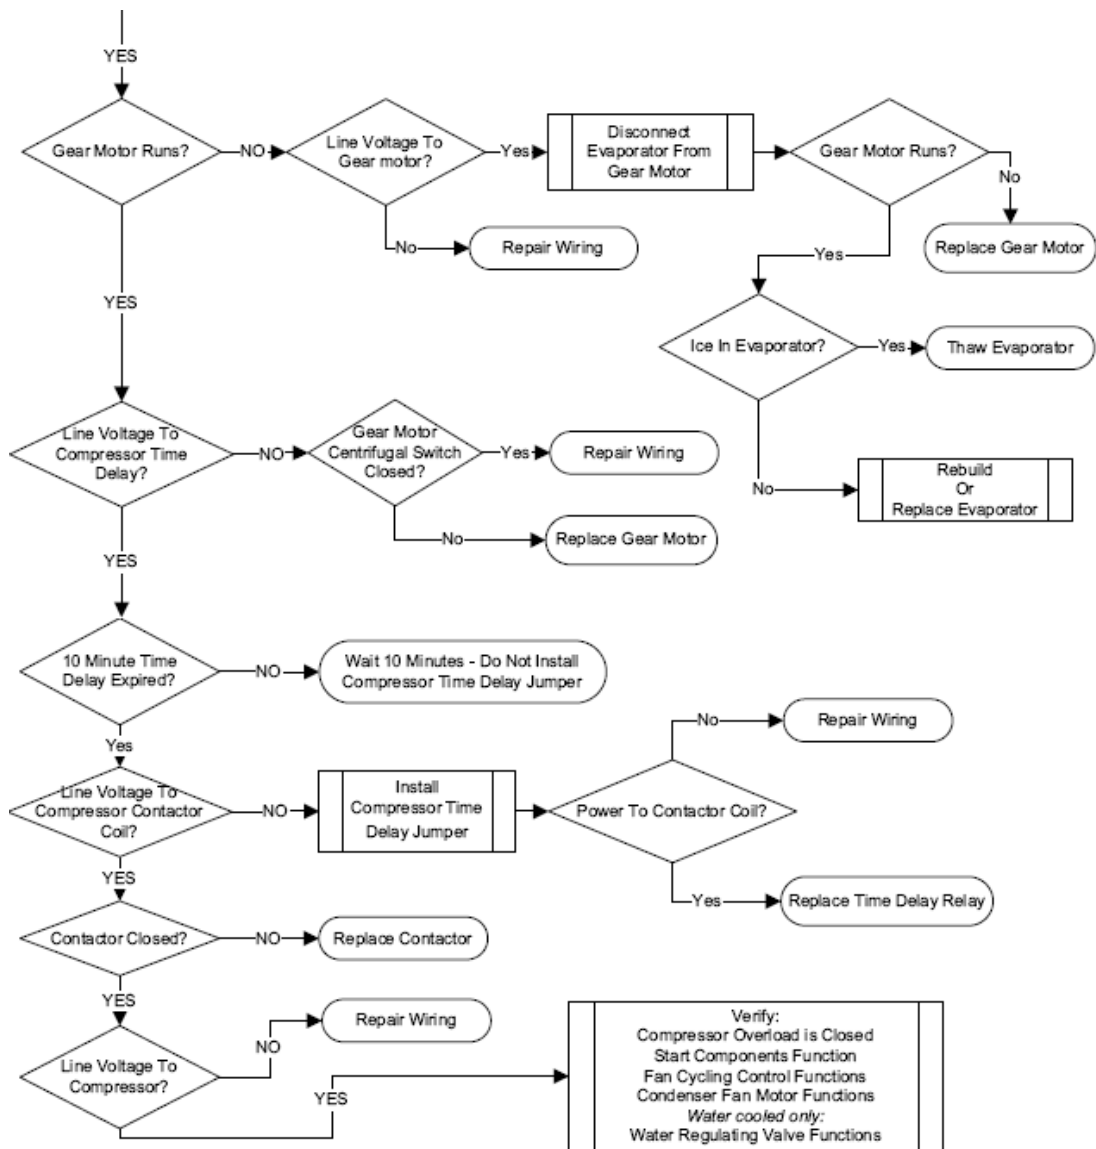 YES
Gear Motor Runs?
NO
Line Voltage To
Gear motor?
Yes
Disconnect
Evaporator From
Gear Motor
Gear Motor Runs?
No
Replace Gear Motor
No
Repair Wiring
Yes
YES
Ice In Evaporator?
Yes
Thaw Evaporator
Line Voltage To
Compressor Time
Delay?
NO
Gear Motor
Centrifugal Switch
Closed?
Yes
Repair Wiring
No
Rebuild
Or
Replace Evaporator
No
Replace Gear Motor
YES
10 Minute Time
Delay Expired?
NO
Wait 10 Minutes - Do Not Install
Compressor Time Delay Jumper
No
Repair Wiring
Yes
Line Voltage To
Compressor Contactor
Coil?
NO
Install
Compressor Time
Delay Jumper
Power To Contactor Coil?
YES
Yes
Replace Time Delay Relay
Contactor Closed?
NO
Replace Contactor
YES
Line Voltage To
Compressor?
NO
Repair Wiring
YES
Verify:
Compressor Overload is Closed
Start Components Function
Fan Cycling Control Functions
Condenser Fan Motor Functions
Water cooled only:
Water Regulating Valve Functions